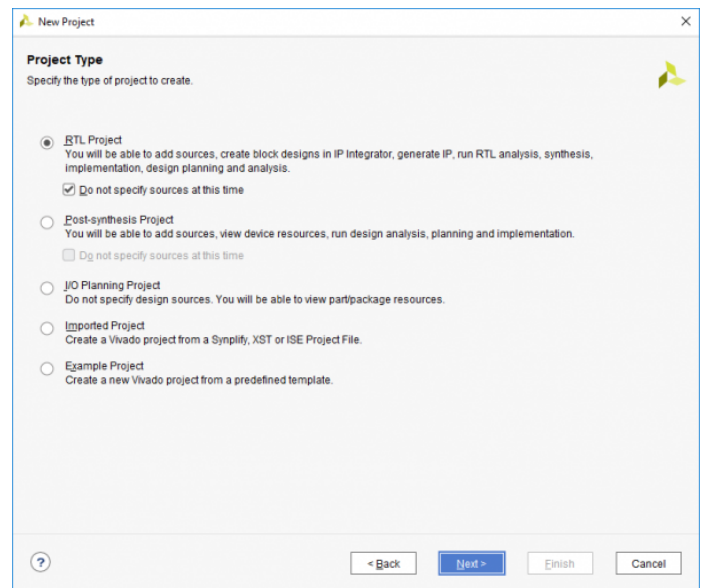 New Project
Project Type
Specify the type of project to create.
RTL Project
You will be able to add sources, create block designs in IP Integrator, generate IP, run RTL analysis, synthesis,
implementation, design planning and analysis.
Do not specify sources at this time
Post-synthesis Project
You will be able to add sources, view device resources, run design analysis, planning and implementation.
Do not specify sources at this time
I/O Planning Project
Do not specify design sources. You will be able to view part/package resources.
Imported Project
Create a Vivado project from a Synplify, XST or ISE Project File.
Example Project
Create a new Vivado project from a predefined template.
? < Back Next > Finish Cancel